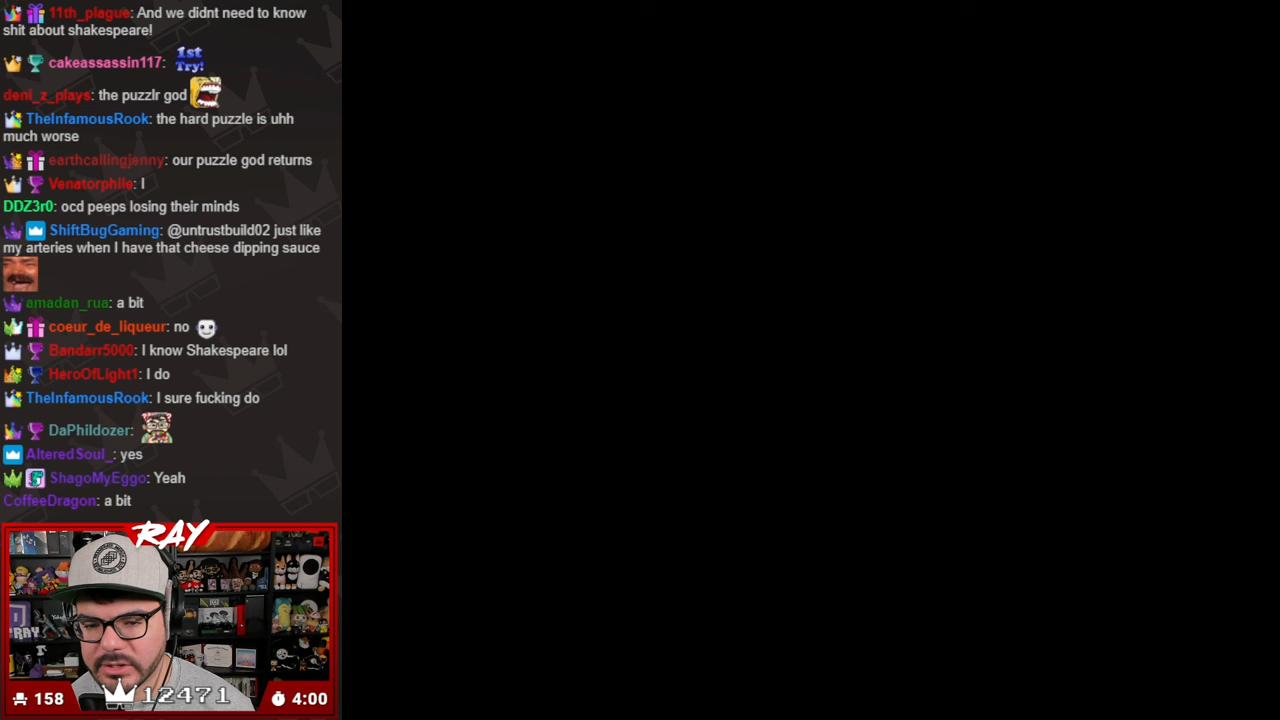 11th_plague: And we didnt need to know
shit about shakespeare!
cakeassassin117: 1st
Try!
deni_z_plays: the puzzlr god
TheInfamousRook: the hard puzzle is uhh
much worse
earthcallingjenny: our puzzle god returns
Venatorphile: I
DDZ3r0: ocd peeps losing their minds
ShiftBugGaming: @untrustbuild02 just like
my arteries when I have that cheese dipping sauce
amadan_rua: a bit
coeur_de_liqueur: no
Bandarr5000: I know Shakespeare lol
HeroOfLight1: I do
TheInfamousRook: I sure fucking do
DaPhildozer:
AlteredSoul_: yes
ShagoMyEggo: Yeah
CoffeeDragon: a bit
RAY
158 12471 4:00